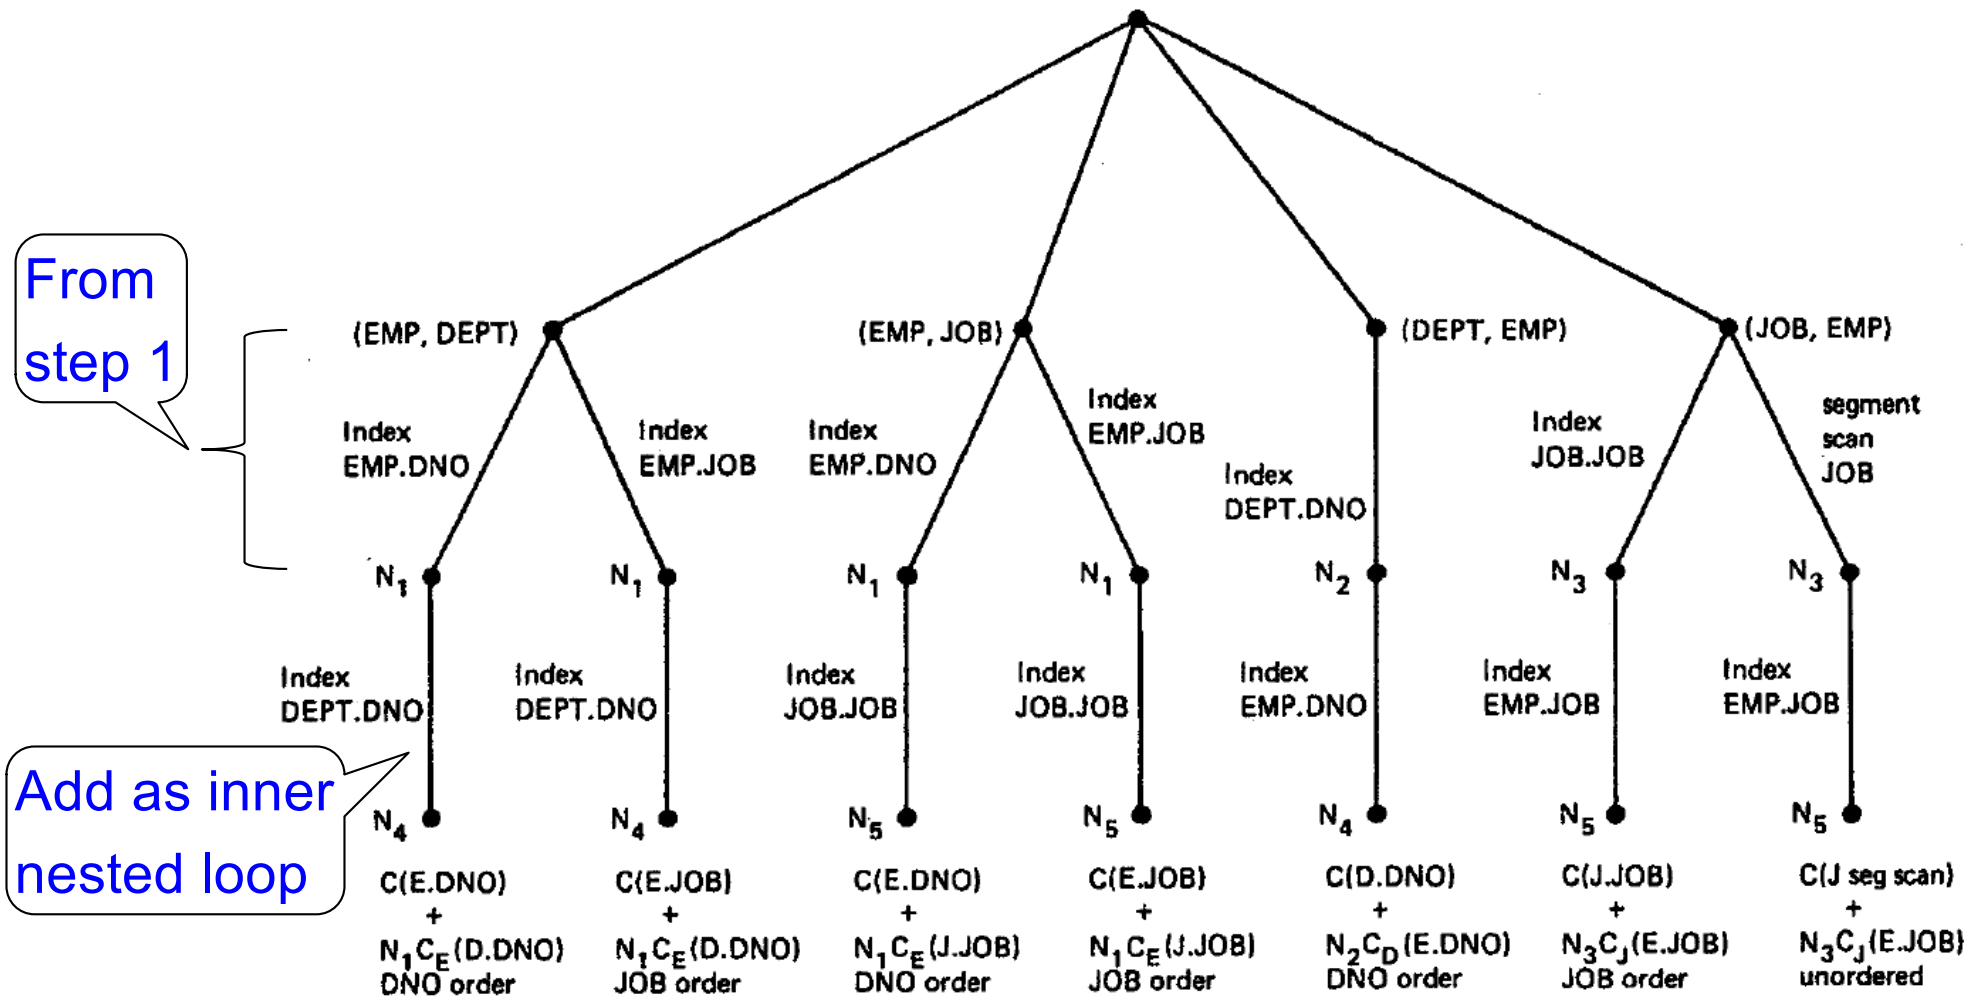 From
step 1
(EMP, DEPT)
(EMP, JOB)
(DEPT, EMP)
(JOB, EMP)
Index
EMP.DNO
Index
EMP.JOB
Index
EMP.DNO
Index
EMP.JOB
Index
DEPT.DNO
Index
JOB.JOB
segment
scan
JOB
N1
N1
N1
N1
N2
N3
N3
Index
DEPT.DNO
Index
DEPT.DNO
Index
JOB.JOB
Index
JOB.JOB
Index
EMP.DNO
Index
EMP.JOB
Index
EMP.JOB
Add as inner
nested loop
N4
N4
N5
N5
N4
N5
N5
C(E.DNO)
+
N1CE(D.DNO)
DNO order
C(E.JOB)
+
N1CE(D.DNO)
JOB order
C(E.DNO)
+
N1CE(J.JOB)
DNO order
C(E.JOB)
+
N1CE(J.JOB)
JOB order
C(D.DNO)
+
N2CD(E.DNO)
DNO order
C(J.JOB)
+
N3CJ(E.JOB)
JOB order
C(J seg scan)
+
N3CJ(E.JOB)
unordered